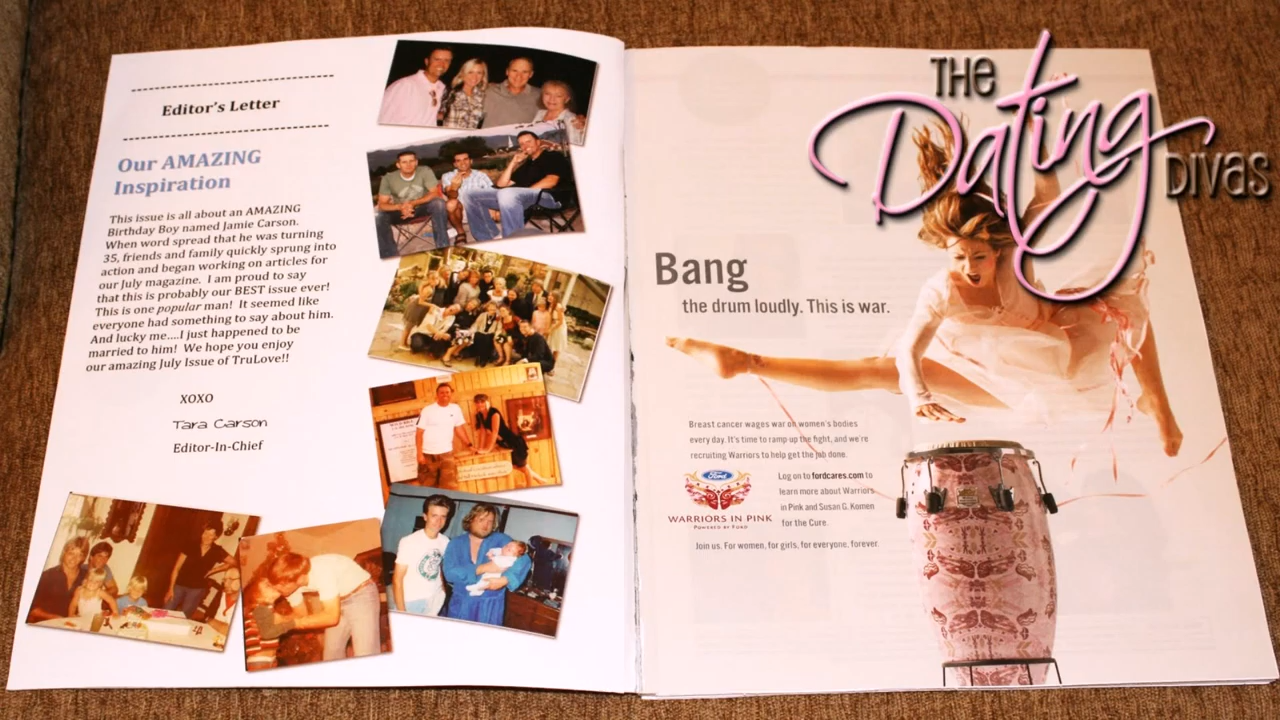 Editor's Letter
Our AMAZING
Inspiration
This issue is all about an AMAZING
Birthday Boy named Jamie Carson.
When word spread that he was turning
35, friends and family quickly sprung into
action and began working on articles for
our July magazine. I am proud to say
that this is probably our BEST issue ever!
This is one popular man! It seemed like
everyone had something to say about him.
And lucky me....I just happened to be
married to him! We hope you enjoy
our amazing July Issue of TruLove!!
XOXO
Tara Carson
Editor-In-Chief
THe
Dating
Divas
Bang
the drum loudly. This is war.
Breast cancer wages war on women's bodies
every day. It's time to ramp up the fight, and we're
recruiting Warriors to help get the job done.
Ford
WARRIORS IN PINK
POWERED BY FORD
Log on to fordcares.com to
learn more about Warriors
in Pink and Susan G. Komen
for the Cure.
Join us. For women, for girls, for everyone, forever.